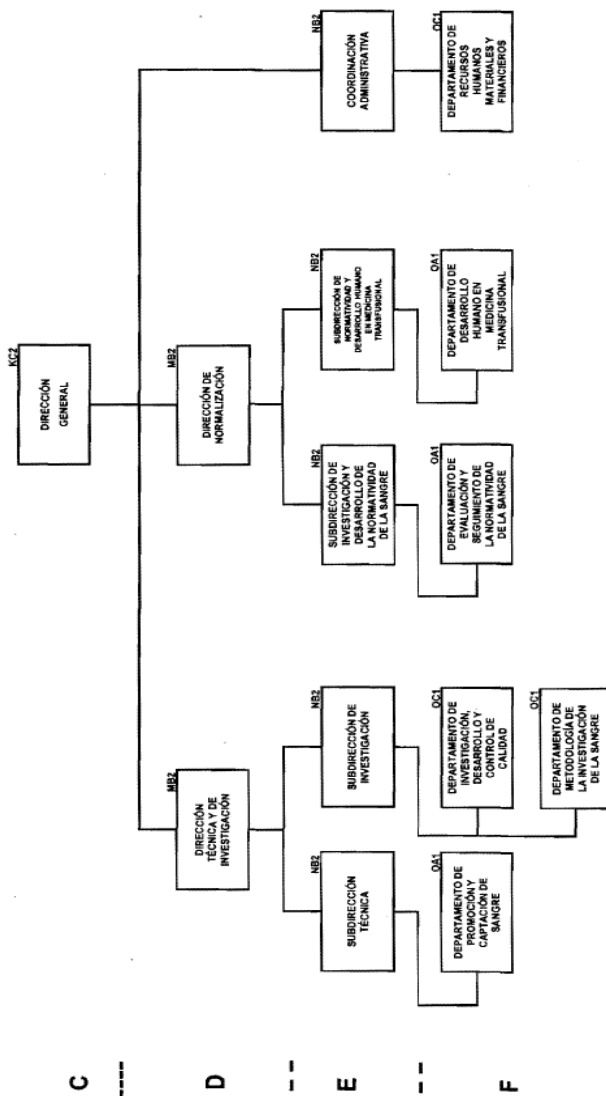 C
KC2
DIRECCIÓN
GENERAL
D
MB2
DIRECCIÓN
TÉCNICA Y DE
INVESTIGACIÓN
MB2
DIRECCIÓN DE
NORMALIZACIÓN
E
NB2
SUBDIRECCIÓN
TÉCNICA
NB2
SUBDIRECCIÓN DE
INVESTIGACIÓN
NB2
SUBDIRECCIÓN DE
INVESTIGACIÓN Y
DESARROLLO DE
LA NORMATIVIDAD
DE LA SANGRE
NB2
SUBDIRECCIÓN DE
NORMATIVIDAD Y
DESARROLLO HUMANO
EN MEDICINA
TRANSFUSIONAL
NB2
COORDINACIÓN
ADMINISTRATIVA
F
OA1
DEPARTAMENTO DE
PROMOCIÓN Y
CAPTACIÓN DE
SANGRE
OC1
DEPARTAMENTO DE
INVESTIGACIÓN,
DESARROLLO Y
CONTROL DE
CALIDAD
OA1
DEPARTAMENTO DE
EVALUACIÓN Y
SEGUIMIENTO DE
LA NORMATIVIDAD
DE LA SANGRE
OA1
DEPARTAMENTO DE
DESARROLLO
HUMANO EN
MEDICINA
TRANSFUSIONAL
OC1
DEPARTAMENTO DE
RECURSOS
HUMANOS
MATERIALES Y
FINANCIEROS
OC1
DEPARTAMENTO DE
METODOLOGÍA DE
LA INVESTIGACIÓN
DE LA SANGRE